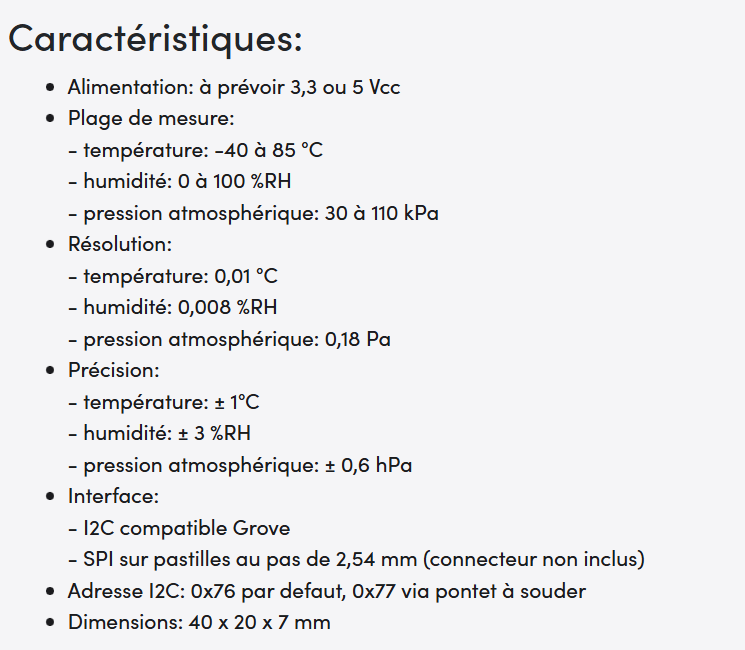 Caractéristiques:
• Alimentation: à prévoir 3,3 ou 5 Vcc
• Plage de mesure:
- température: -40 à 85 °C
- humidité: 0 à 100 %RH
- pression atmosphérique: 30 à 110 kPa
• Résolution:
- température: 0,01 °C
- humidité: 0,008 %RH
- pression atmosphérique: 0,18 Pa
• Précision:
- température: ± 1°C
- humidité: ± 3 %RH
- pression atmosphérique: ± 0,6 hPa
• Interface:
- I2C compatible Grove
- SPI sur pastilles au pas de 2,54 mm (connecteur non inclus)
• Adresse I2C: 0x76 par defaut, 0x77 via pontet à souder
• Dimensions: 40 x 20 x 7 mm